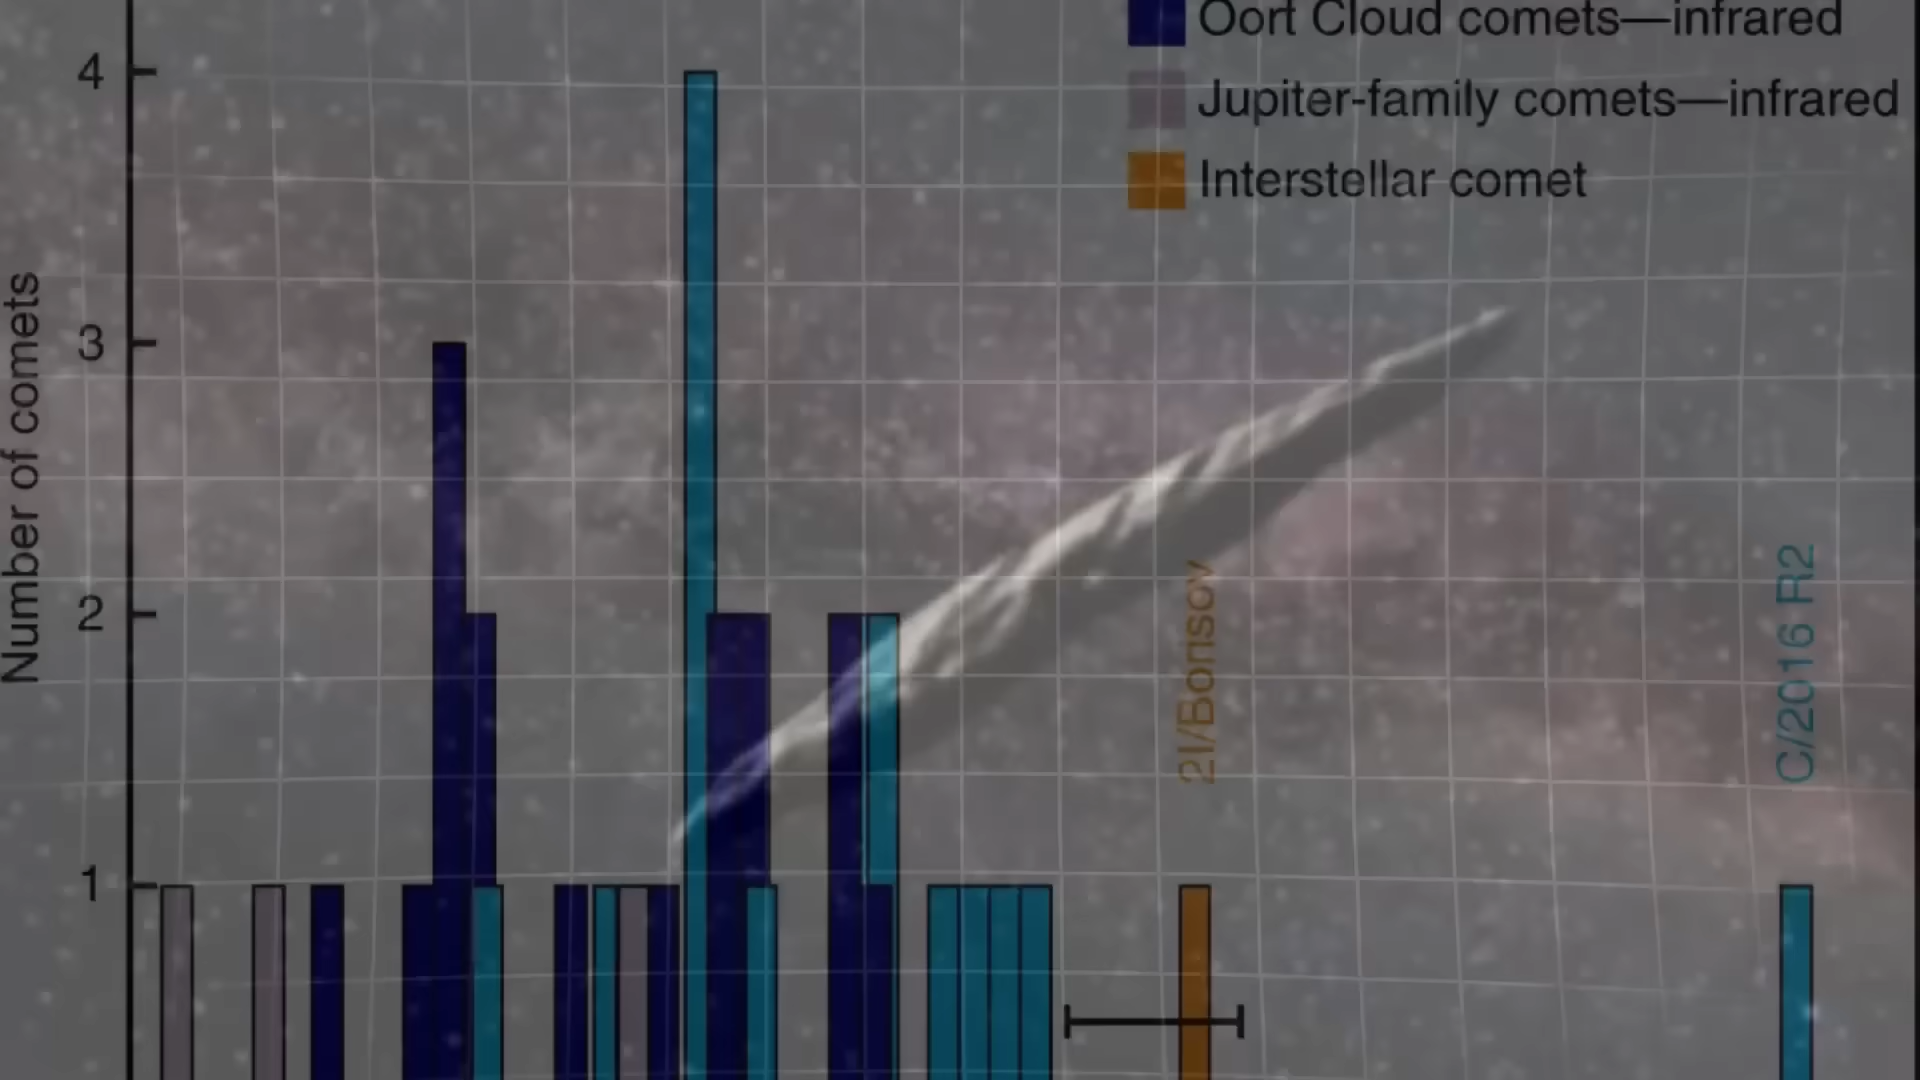 Oort Cloud comets—infrared
Jupiter-family comets—infrared
Interstellar comet
4
3
2
1
Number of comets
2I/Borisov
C/2016 R2